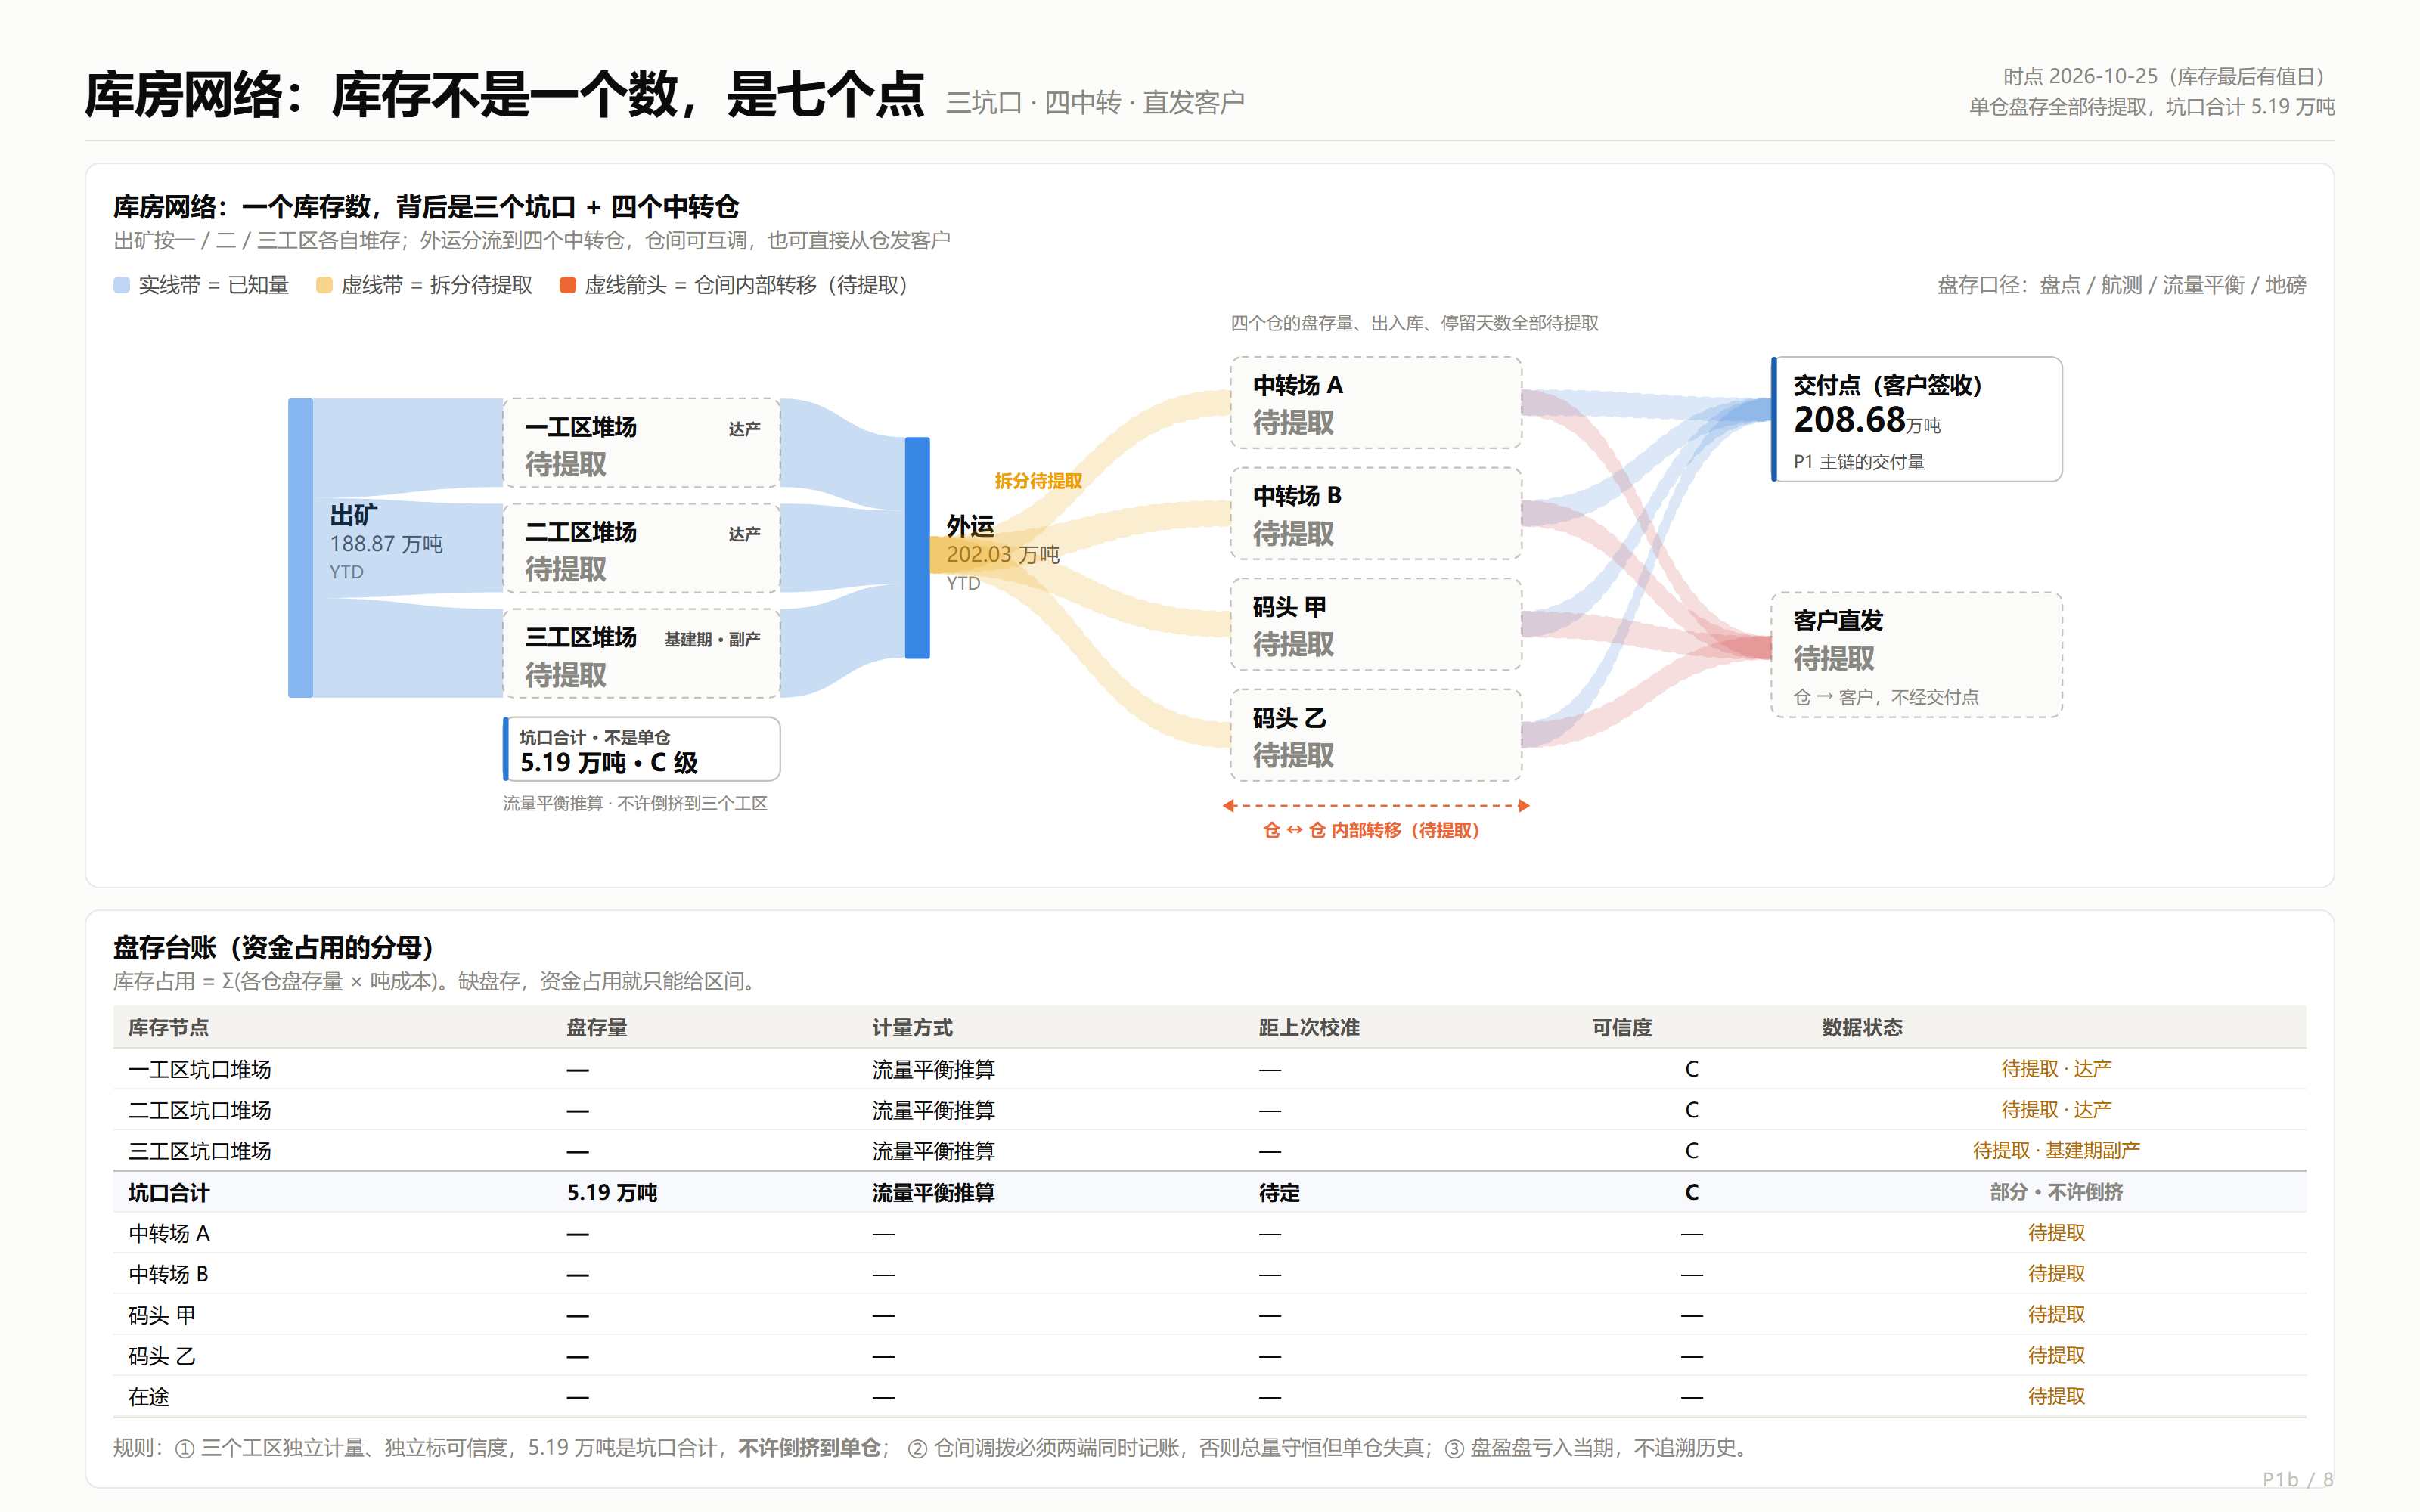 库房网络：库存不是一个数，是七个点 三坑口 · 四中转 · 直发客户
时点 2026-10-25（库存最后有值日）
单仓盘存全部待提取，坑口合计 5.19 万吨
库房网络：一个库存数，背后是三个坑口 + 四个中转仓
出矿按一 / 二 / 三工区各自堆存；外运分流到四个中转仓，仓间可互调，也可直接从仓发客户
实线带 = 已知量 虚线带 = 拆分待提取 虚线箭头 = 仓间内部转移（待提取）
盘存口径：盘点 / 航测 / 流量平衡 / 地磅
四个仓的盘存量、出入库、停留天数全部待提取
出矿
188.87 万吨
YTD
一工区堆场 达产
待提取
二工区堆场 达产
待提取
三工区堆场 基建期 • 副产
待提取
坑口合计 • 不是单仓
5.19 万吨 • C 级
流量平衡推算 · 不许倒挤到三个工区
拆分待提取
外运
202.03 万吨
YTD
中转场 A
待提取
中转场 B
待提取
码头 甲
待提取
码头 乙
待提取
仓 ↔ 仓 内部转移（待提取）
交付点（客户签收）
208.68万吨
P1 主链的交付量
客户直发
待提取
仓 → 客户，不经交付点
盘存台账（资金占用的分母）
库存占用 = Σ(各仓盘存量 × 吨成本)。缺盘存，资金占用就只能给区间。
库存节点 盘存量 计量方式 距上次校准 可信度 数据状态
一工区坑口堆场 — 流量平衡推算 — C 待提取 · 达产
二工区坑口堆场 — 流量平衡推算 — C 待提取 · 达产
三工区坑口堆场 — 流量平衡推算 — C 待提取 · 基建期副产
坑口合计 5.19 万吨 流量平衡推算 待定 C 部分 • 不许倒挤
中转场 A — — — — 待提取
中转场 B — — — — 待提取
码头 甲 — — — — 待提取
码头 乙 — — — — 待提取
在途 — — — — 待提取
规则：① 三个工区独立计量、独立标可信度，5.19 万吨是坑口合计，不许倒挤到单仓； ② 仓间调拨必须两端同时记账，否则总量守恒但单仓失真；③ 盘盈盘亏入当期，不追溯历史。
P1b / 8